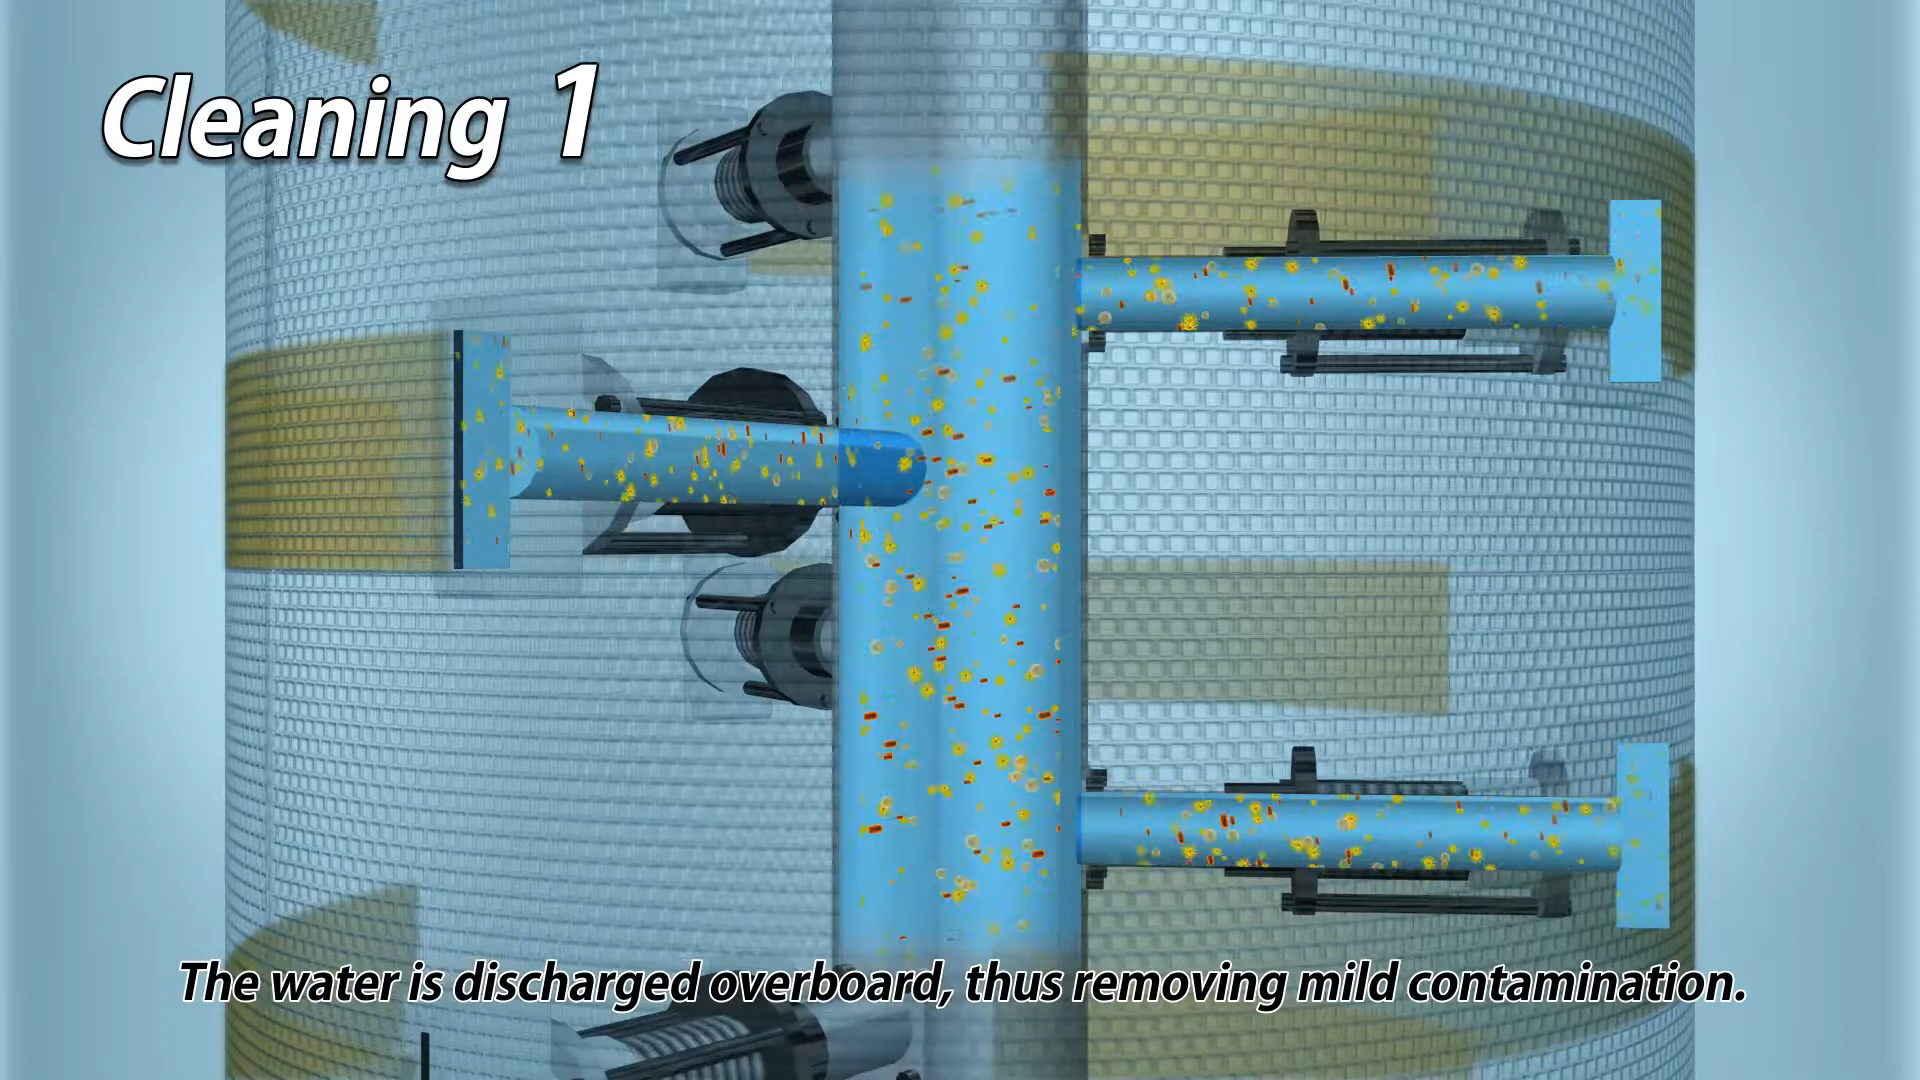 Cleaning 1
The water is discharged overboard, thus removing mild contamination.